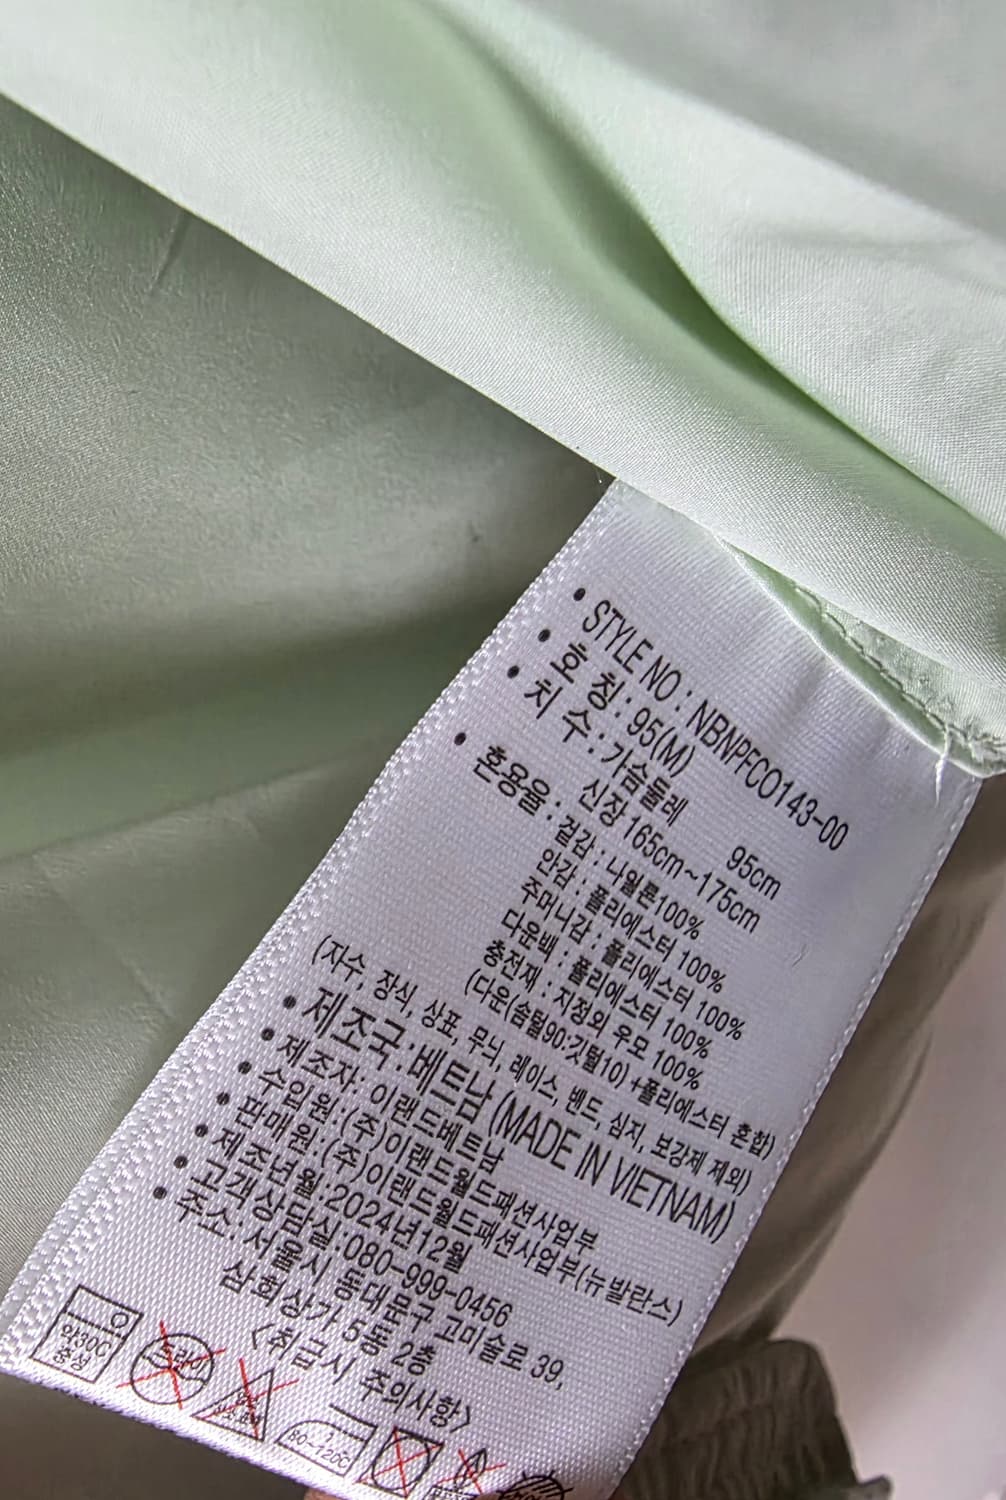 • STYLE NO : NBNPFCO143-00
• 호 칭 : 95(M)
• 치 수 : 가슴둘레 95cm
신장 165cm~175cm
• 혼용율 : 겉감 : 나일론100%
안감 : 폴리에스터 100%
주머니감 : 폴리에스터 100%
다운백 : 폴리에스터 100%
충전재 : 지정외 우모 100%
(다운(솜털90:깃털10)+폴리에스터 혼합)
(자수, 장식, 상표, 무늬, 레이스, 밴드, 심지, 보강제 제외)
• 제조국 : 베트남 (MADE IN VIETNAM)
• 제조자: 이랜드베트남
• 수입원:(주)이랜드월드패션사업부
• 판매원:(주)이랜드월드패션사업부(뉴발란스)
• 제조년월:2024년12월
• 고객상담실:080-999-0456
• 주소: 서울시 동대문구 고미술로 39,
삼희상가 5동 2층
<취급시 주의사항>
약30℃
중성
드라이
80~120℃